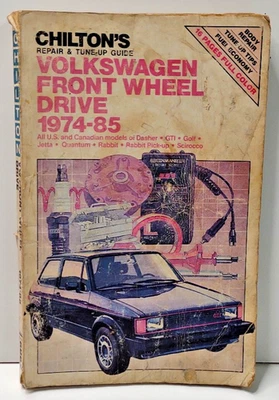 CHILTON'S
REPAIR & TUNE-UP GUIDE
VOLKSWAGEN
FRONT WHEEL
DRIVE
1974-85
All U.S. and Canadian models of Dasher • GTI • Golf •
Jetta • Quantum • Rabbit • Rabbit Pick-up • Scirocco
BODY
REPAIR
TUNE-UP TIPS
FUEL ECONOMY
16 PAGES FULL COLOR